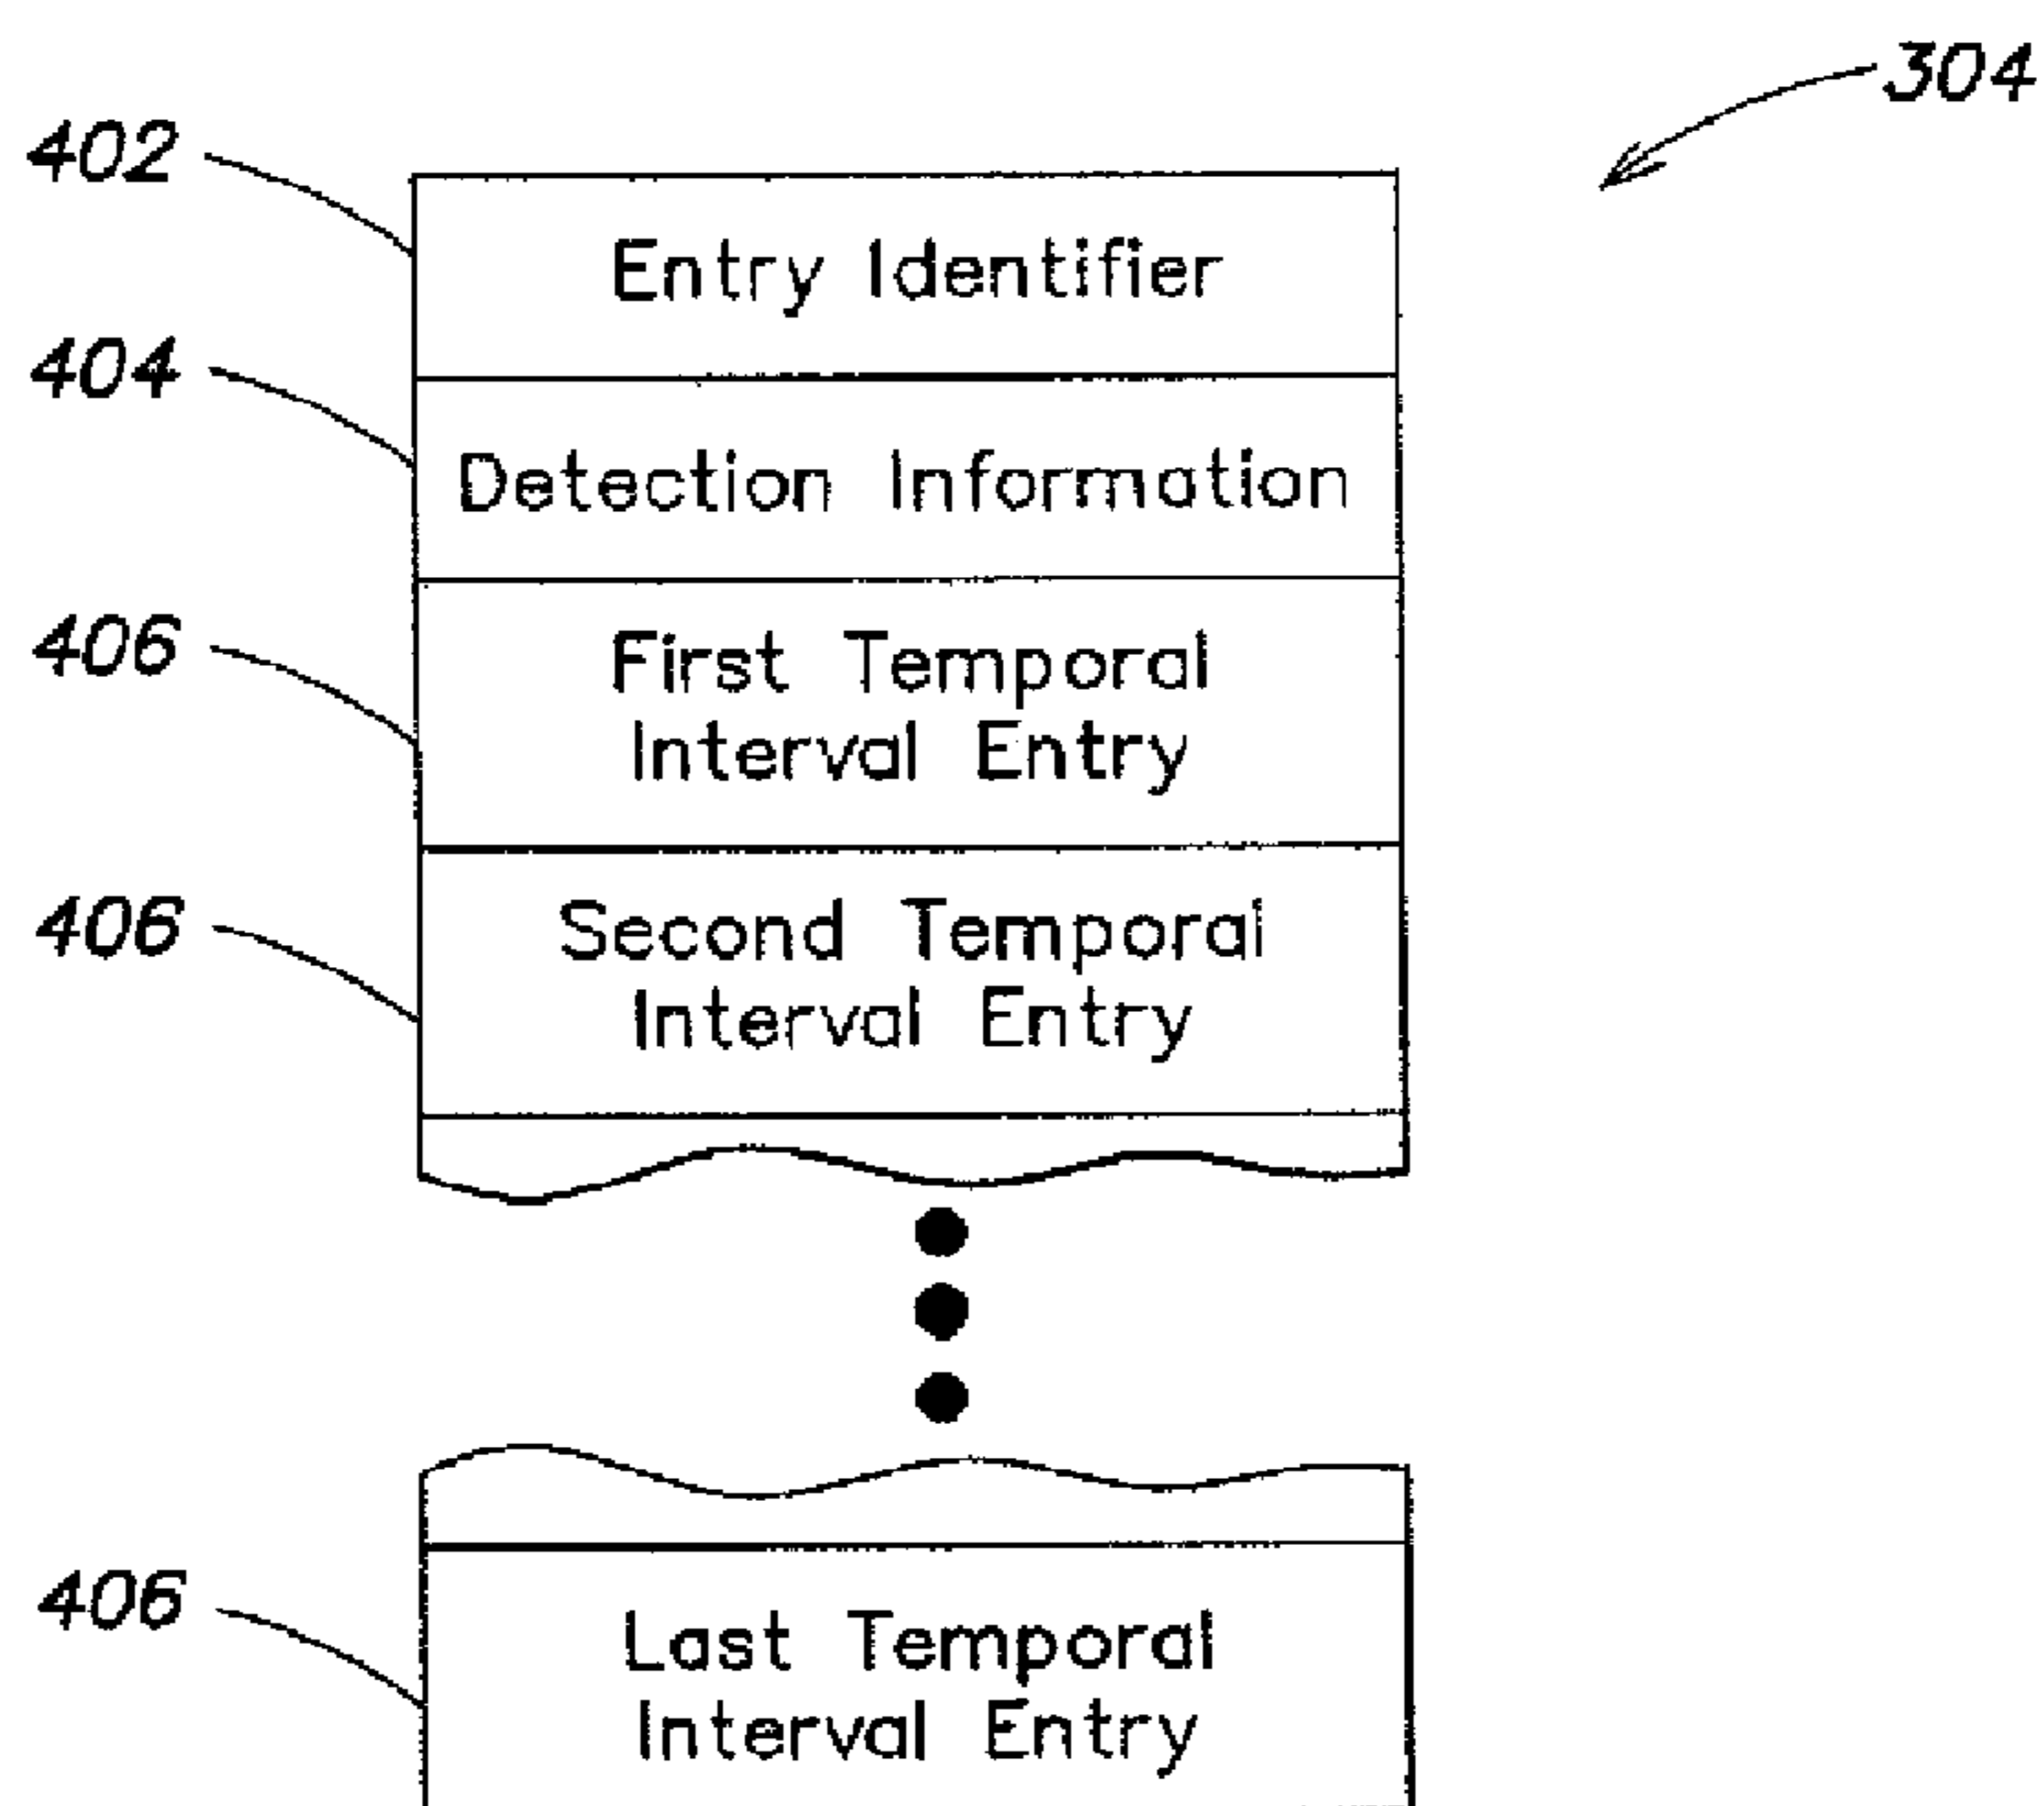 304
402
Entry Identifier
404
Detection Information
406
First Temporal
Interval Entry
406
Second Temporal
Interval Entry
406
Last Temporal
Interval Entry